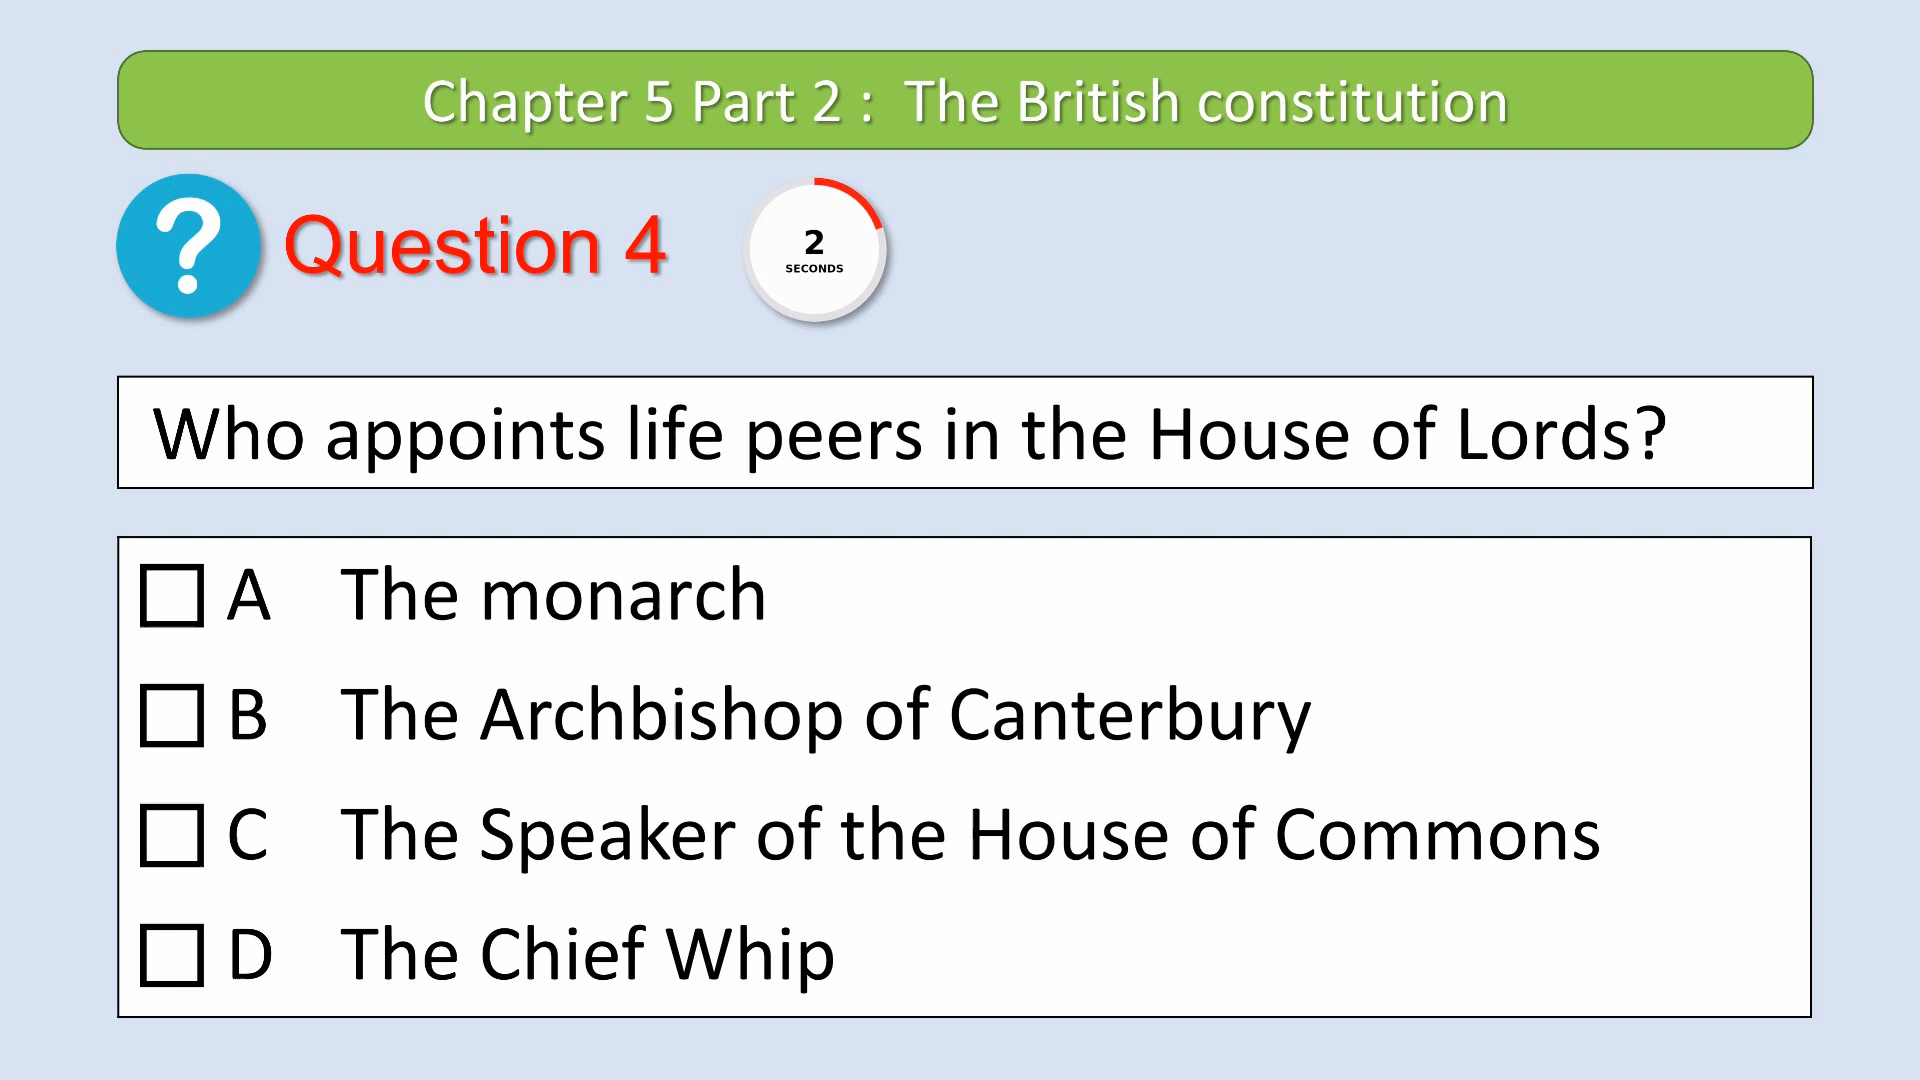 Chapter 5 Part 2 : The British constitution
?
Question 4
2
SECONDS
Who appoints life peers in the House of Lords?
A The monarch
B The Archbishop of Canterbury
C The Speaker of the House of Commons
D The Chief Whip